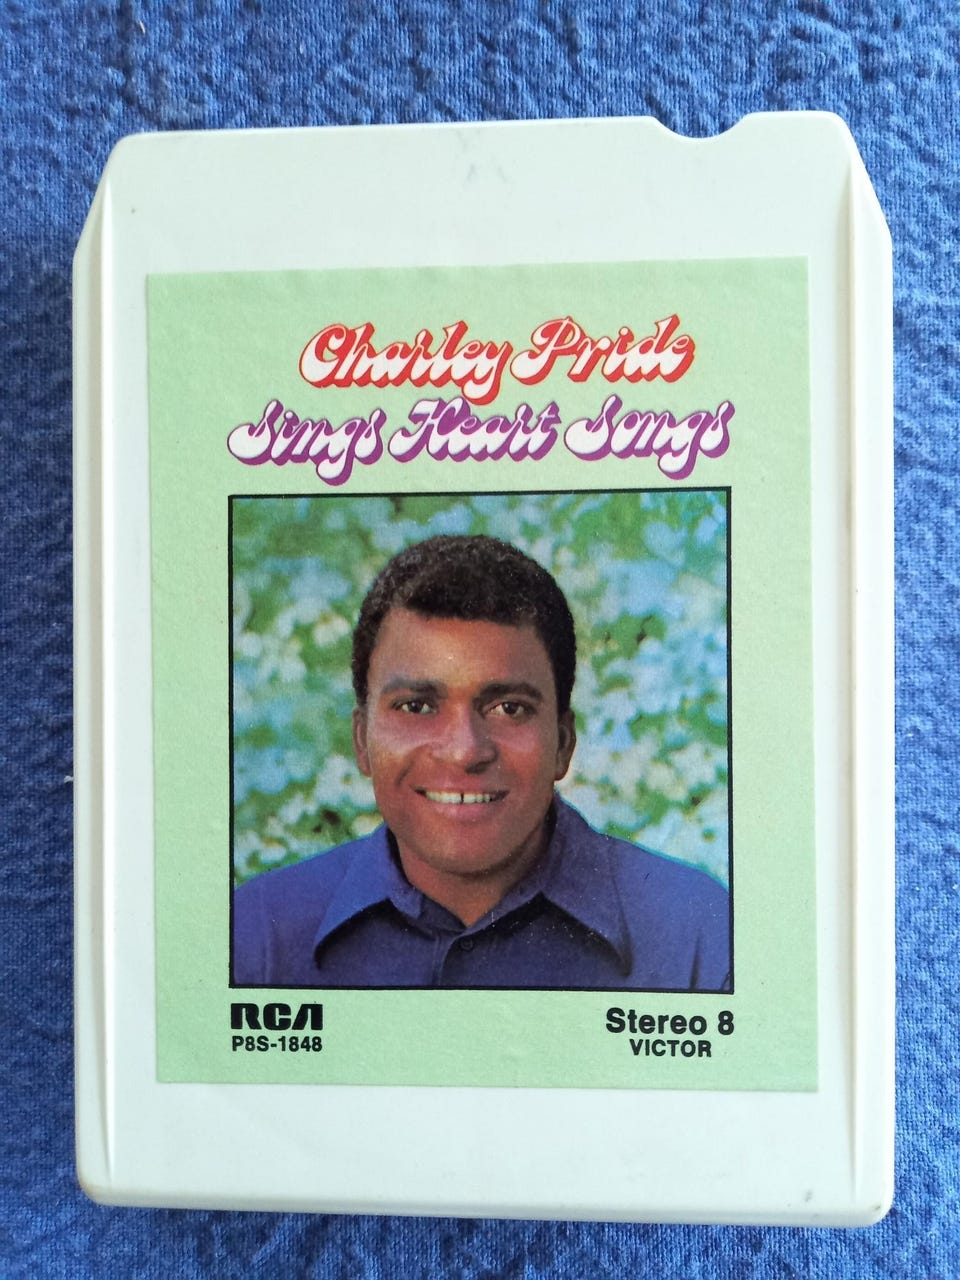 Charley Pride
Sings Heart Songs
RCA
P8S-1848
Stereo 8
VICTOR